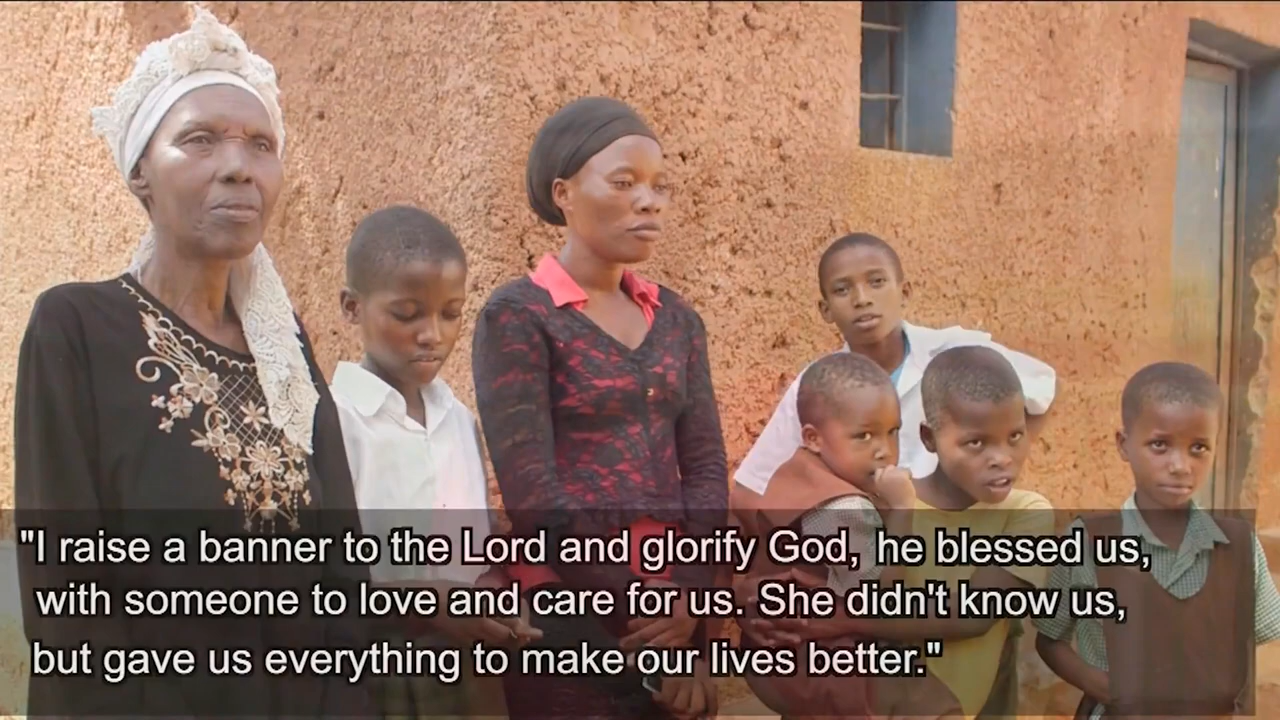 "I raise a banner to the Lord and glorify God, he blessed us,
with someone to love and care for us. She didn't know us,
but gave us everything to make our lives better."